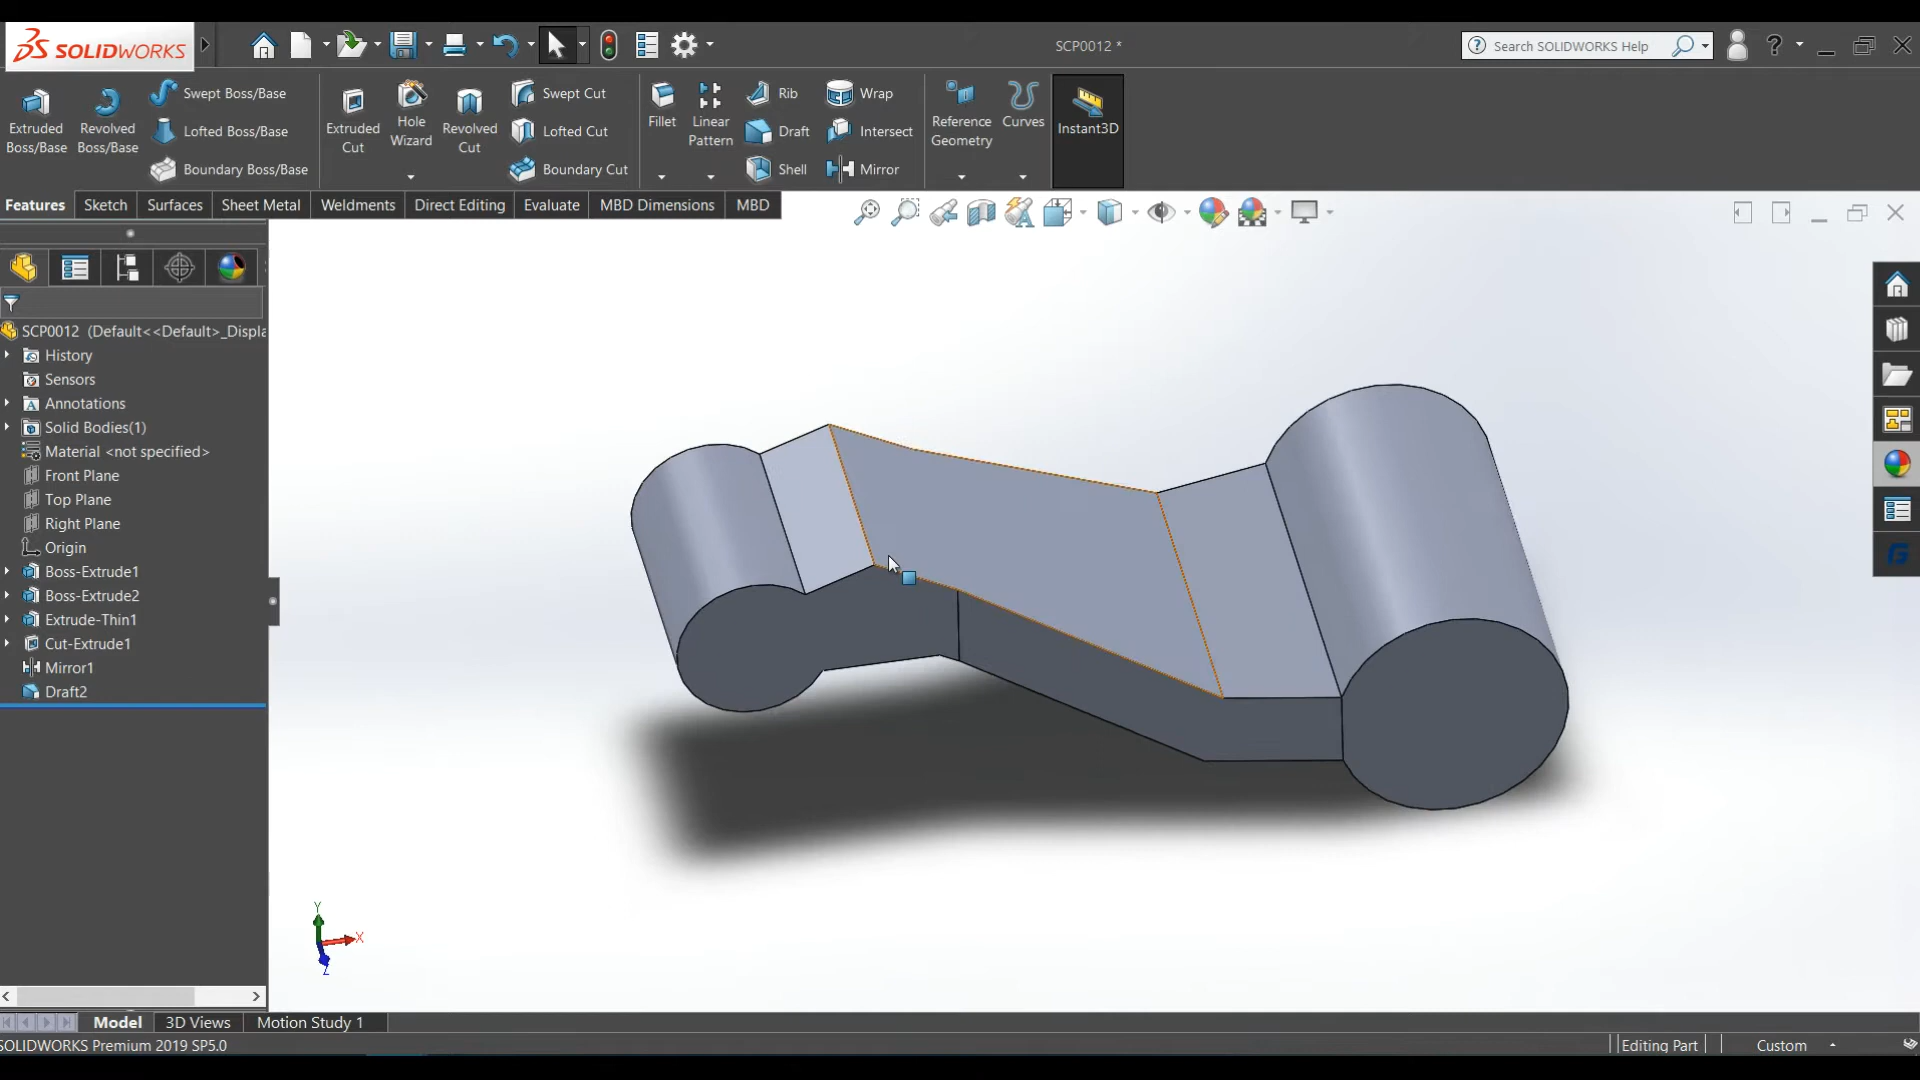 SOLIDWORKS
SCP0012 *
Search SOLIDWORKS Help
?
Extruded Boss/Base
Revolved Boss/Base
Swept Boss/Base
Lofted Boss/Base
Boundary Boss/Base
Extruded Cut
Hole Wizard
Revolved Cut
Swept Cut
Lofted Cut
Boundary Cut
Fillet
Linear Pattern
Rib
Draft
Shell
Wrap
Intersect
Mirror
Reference Geometry
Curves
Instant3D
Features
Sketch
Surfaces
Sheet Metal
Weldments
Direct Editing
Evaluate
MBD Dimensions
MBD
SCP0012 (Default<<Default>_Displa
History
Sensors
Annotations
Solid Bodies(1)
Material <not specified>
Front Plane
Top Plane
Right Plane
Origin
Boss-Extrude1
Boss-Extrude2
Extrude-Thin1
Cut-Extrude1
Mirror1
Draft2
Y
X
Z
Model
3D Views
Motion Study 1
SOLIDWORKS Premium 2019 SP5.0
Editing Part
Custom